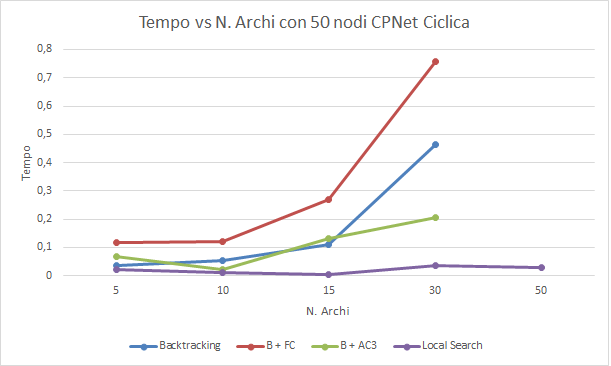 Tempo vs N. Archi con 50 nodi CPNet Ciclica
0,8
0,7
0,6
0,5
0,4
0,3
0,2
0,1
0
Tempo
5 10 15 30 50
N. Archi
Backtracking B + FC B + AC3 Local Search